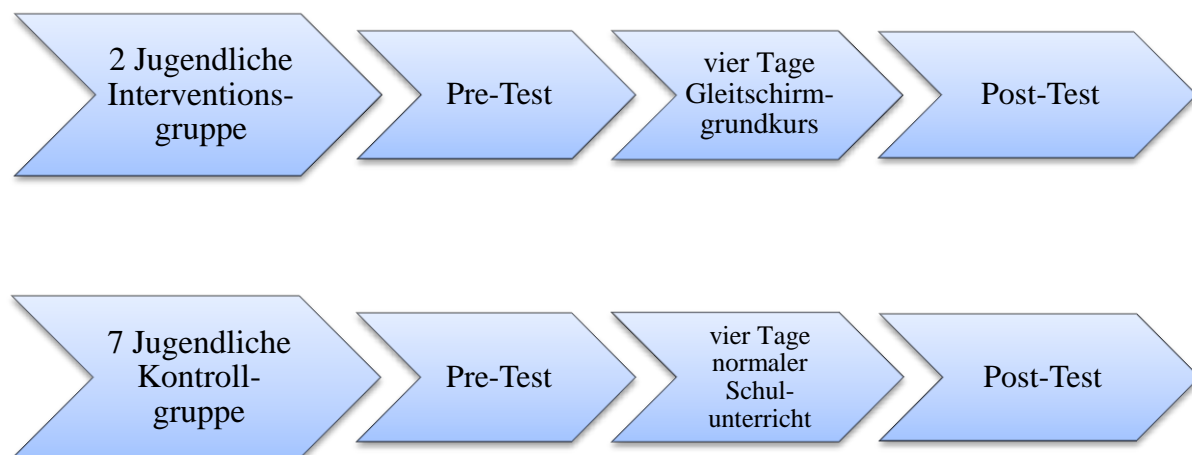 2 Jugendliche
Interventions-
gruppe
Pre-Test
vier Tage
Gleitschirm-
grundkurs
Post-Test
7 Jugendliche
Kontroll-
gruppe
Pre-Test
vier Tage
normaler
Schul-
unterricht
Post-Test